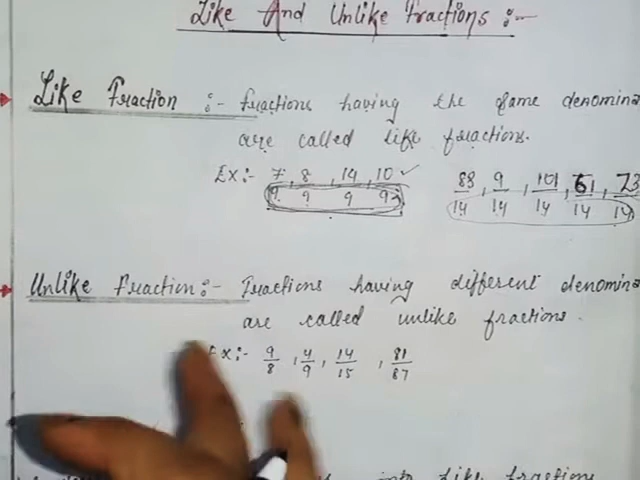 Like And Unlike Fractions :-
Like Fraction :- Fractions having the same denomina
are called like fractions.
Ex:- 7/9, 8/9, 14/9, 10/9 ✓ 83/14, 9/14, 101/14, 61/14, 73/14
Unlike Fraction:- Fractions having different denomina
are called unlike fractions.
Ex:- 9/8, 4/9, 14/15, 81/87
into Like fractions